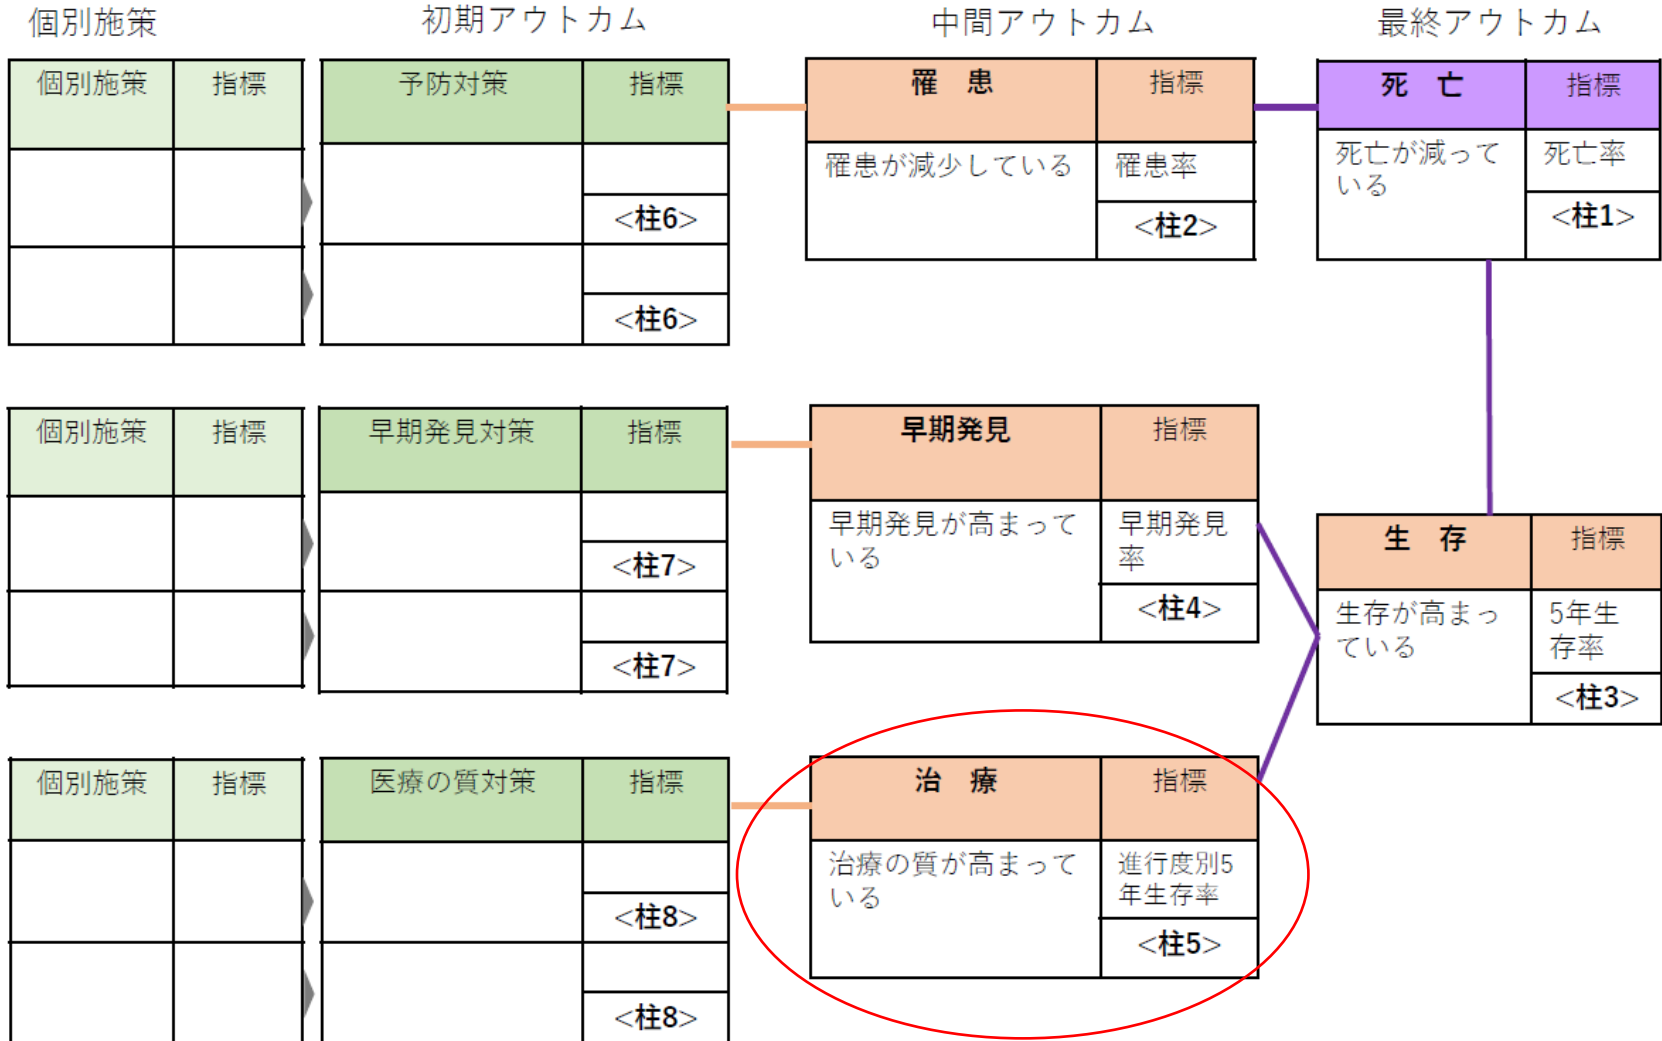 個別施策
初期アウトカム
中間アウトカム
最終アウトカム
個別施策
指標
予防対策
指標
<柱6>
<柱6>
罹 患
指標
罹患が減少している
罹患率
<柱2>
死 亡
指標
死亡が減って
いる
死亡率
<柱1>
個別施策
指標
早期発見対策
指標
<柱7>
<柱7>
早期発見
指標
早期発見が高まって
いる
早期発見
率
<柱4>
生 存
指標
生存が高まっ
ている
5年生
存率
<柱3>
個別施策
指標
医療の質対策
指標
<柱8>
<柱8>
治 療
指標
治療の質が高まって
いる
進行度別5
年生存率
<柱5>